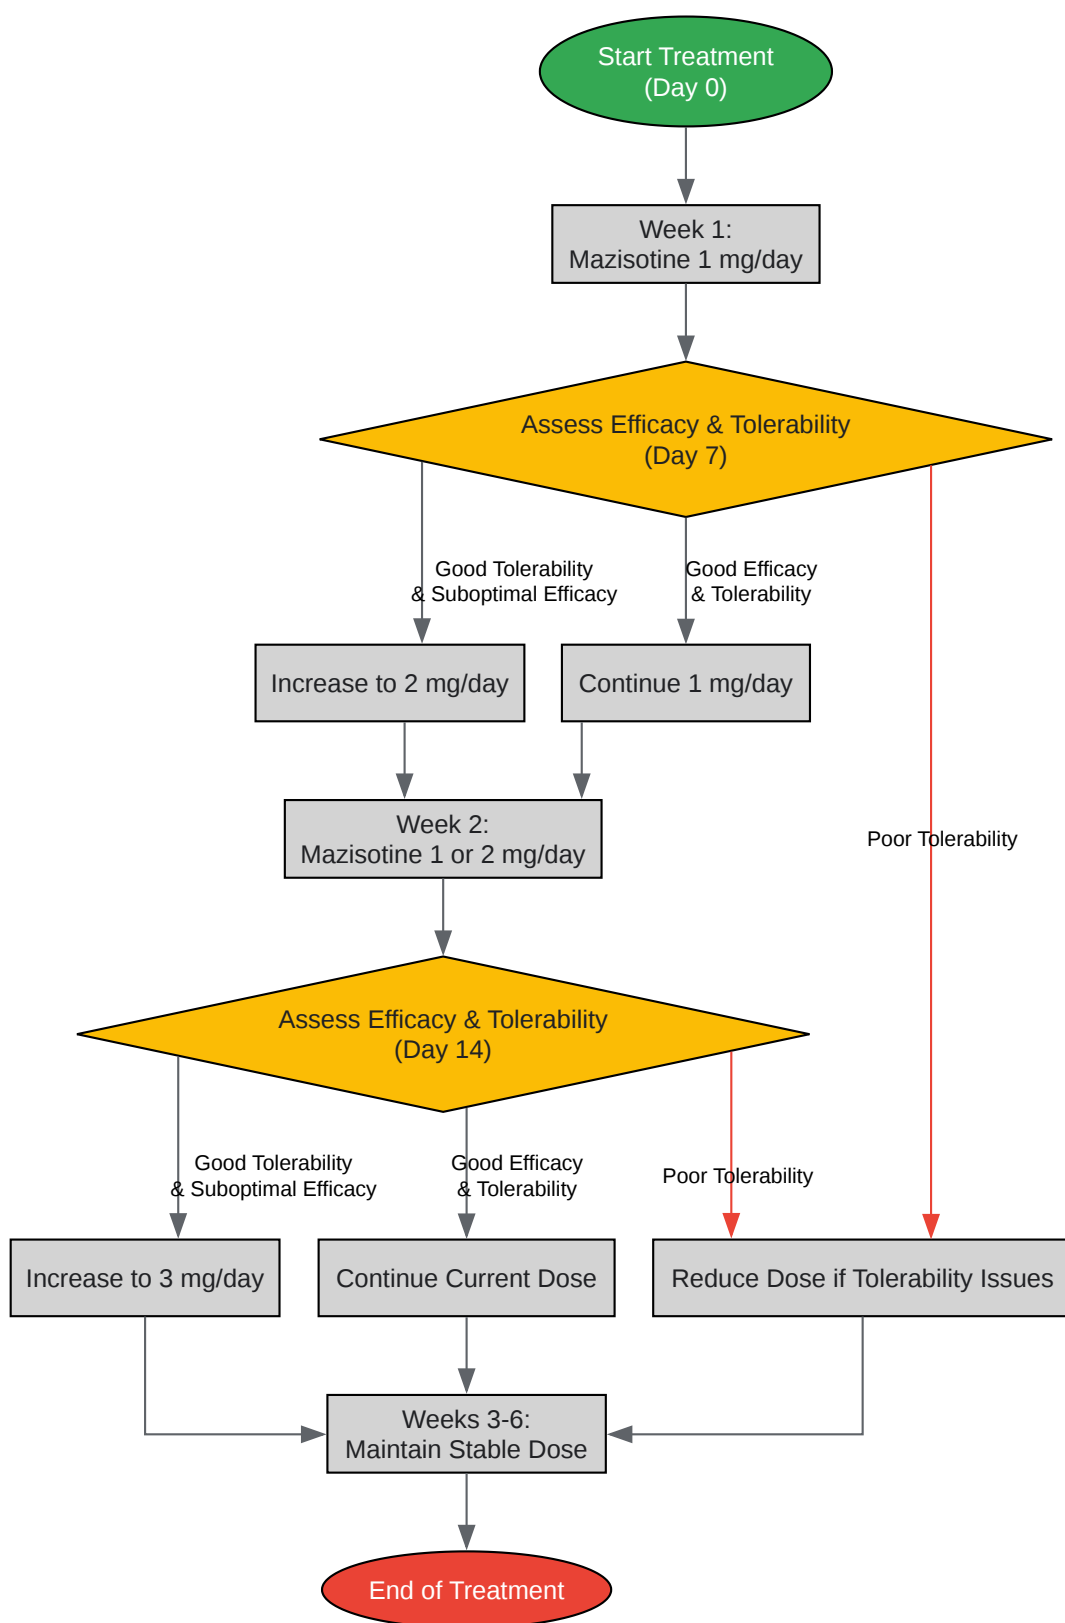 Start Treatment
(Day 0)
Week 1:
Mazisotine 1 mg/day
Assess Efficacy & Tolerability
(Day 7)
Good Tolerability
& Suboptimal Efficacy
Good Efficacy
& Tolerability
Increase to 2 mg/day
Continue 1 mg/day
Week 2:
Mazisotine 1 or 2 mg/day
Poor Tolerability
Assess Efficacy & Tolerability
(Day 14)
Good Tolerability
& Suboptimal Efficacy
Good Efficacy
& Tolerability
Poor Tolerability
Increase to 3 mg/day
Continue Current Dose
Reduce Dose if Tolerability Issues
Weeks 3-6:
Maintain Stable Dose
End of Treatment